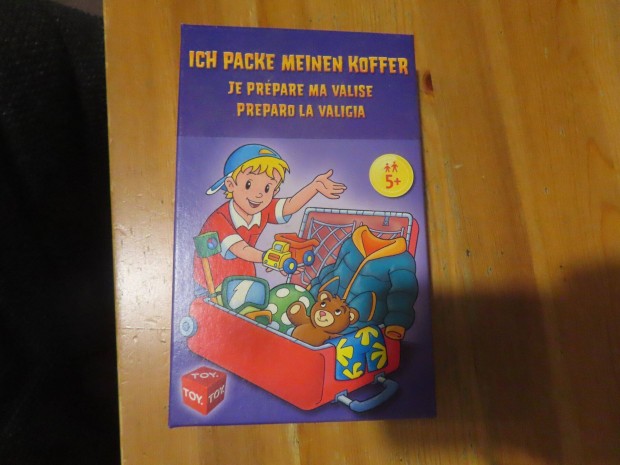 ICH PACKE MEINEN KOFFER
JE PRÉPARE MA VALISE
PREPARO LA VALIGIA
5+
TOY.
TOY. TOY.